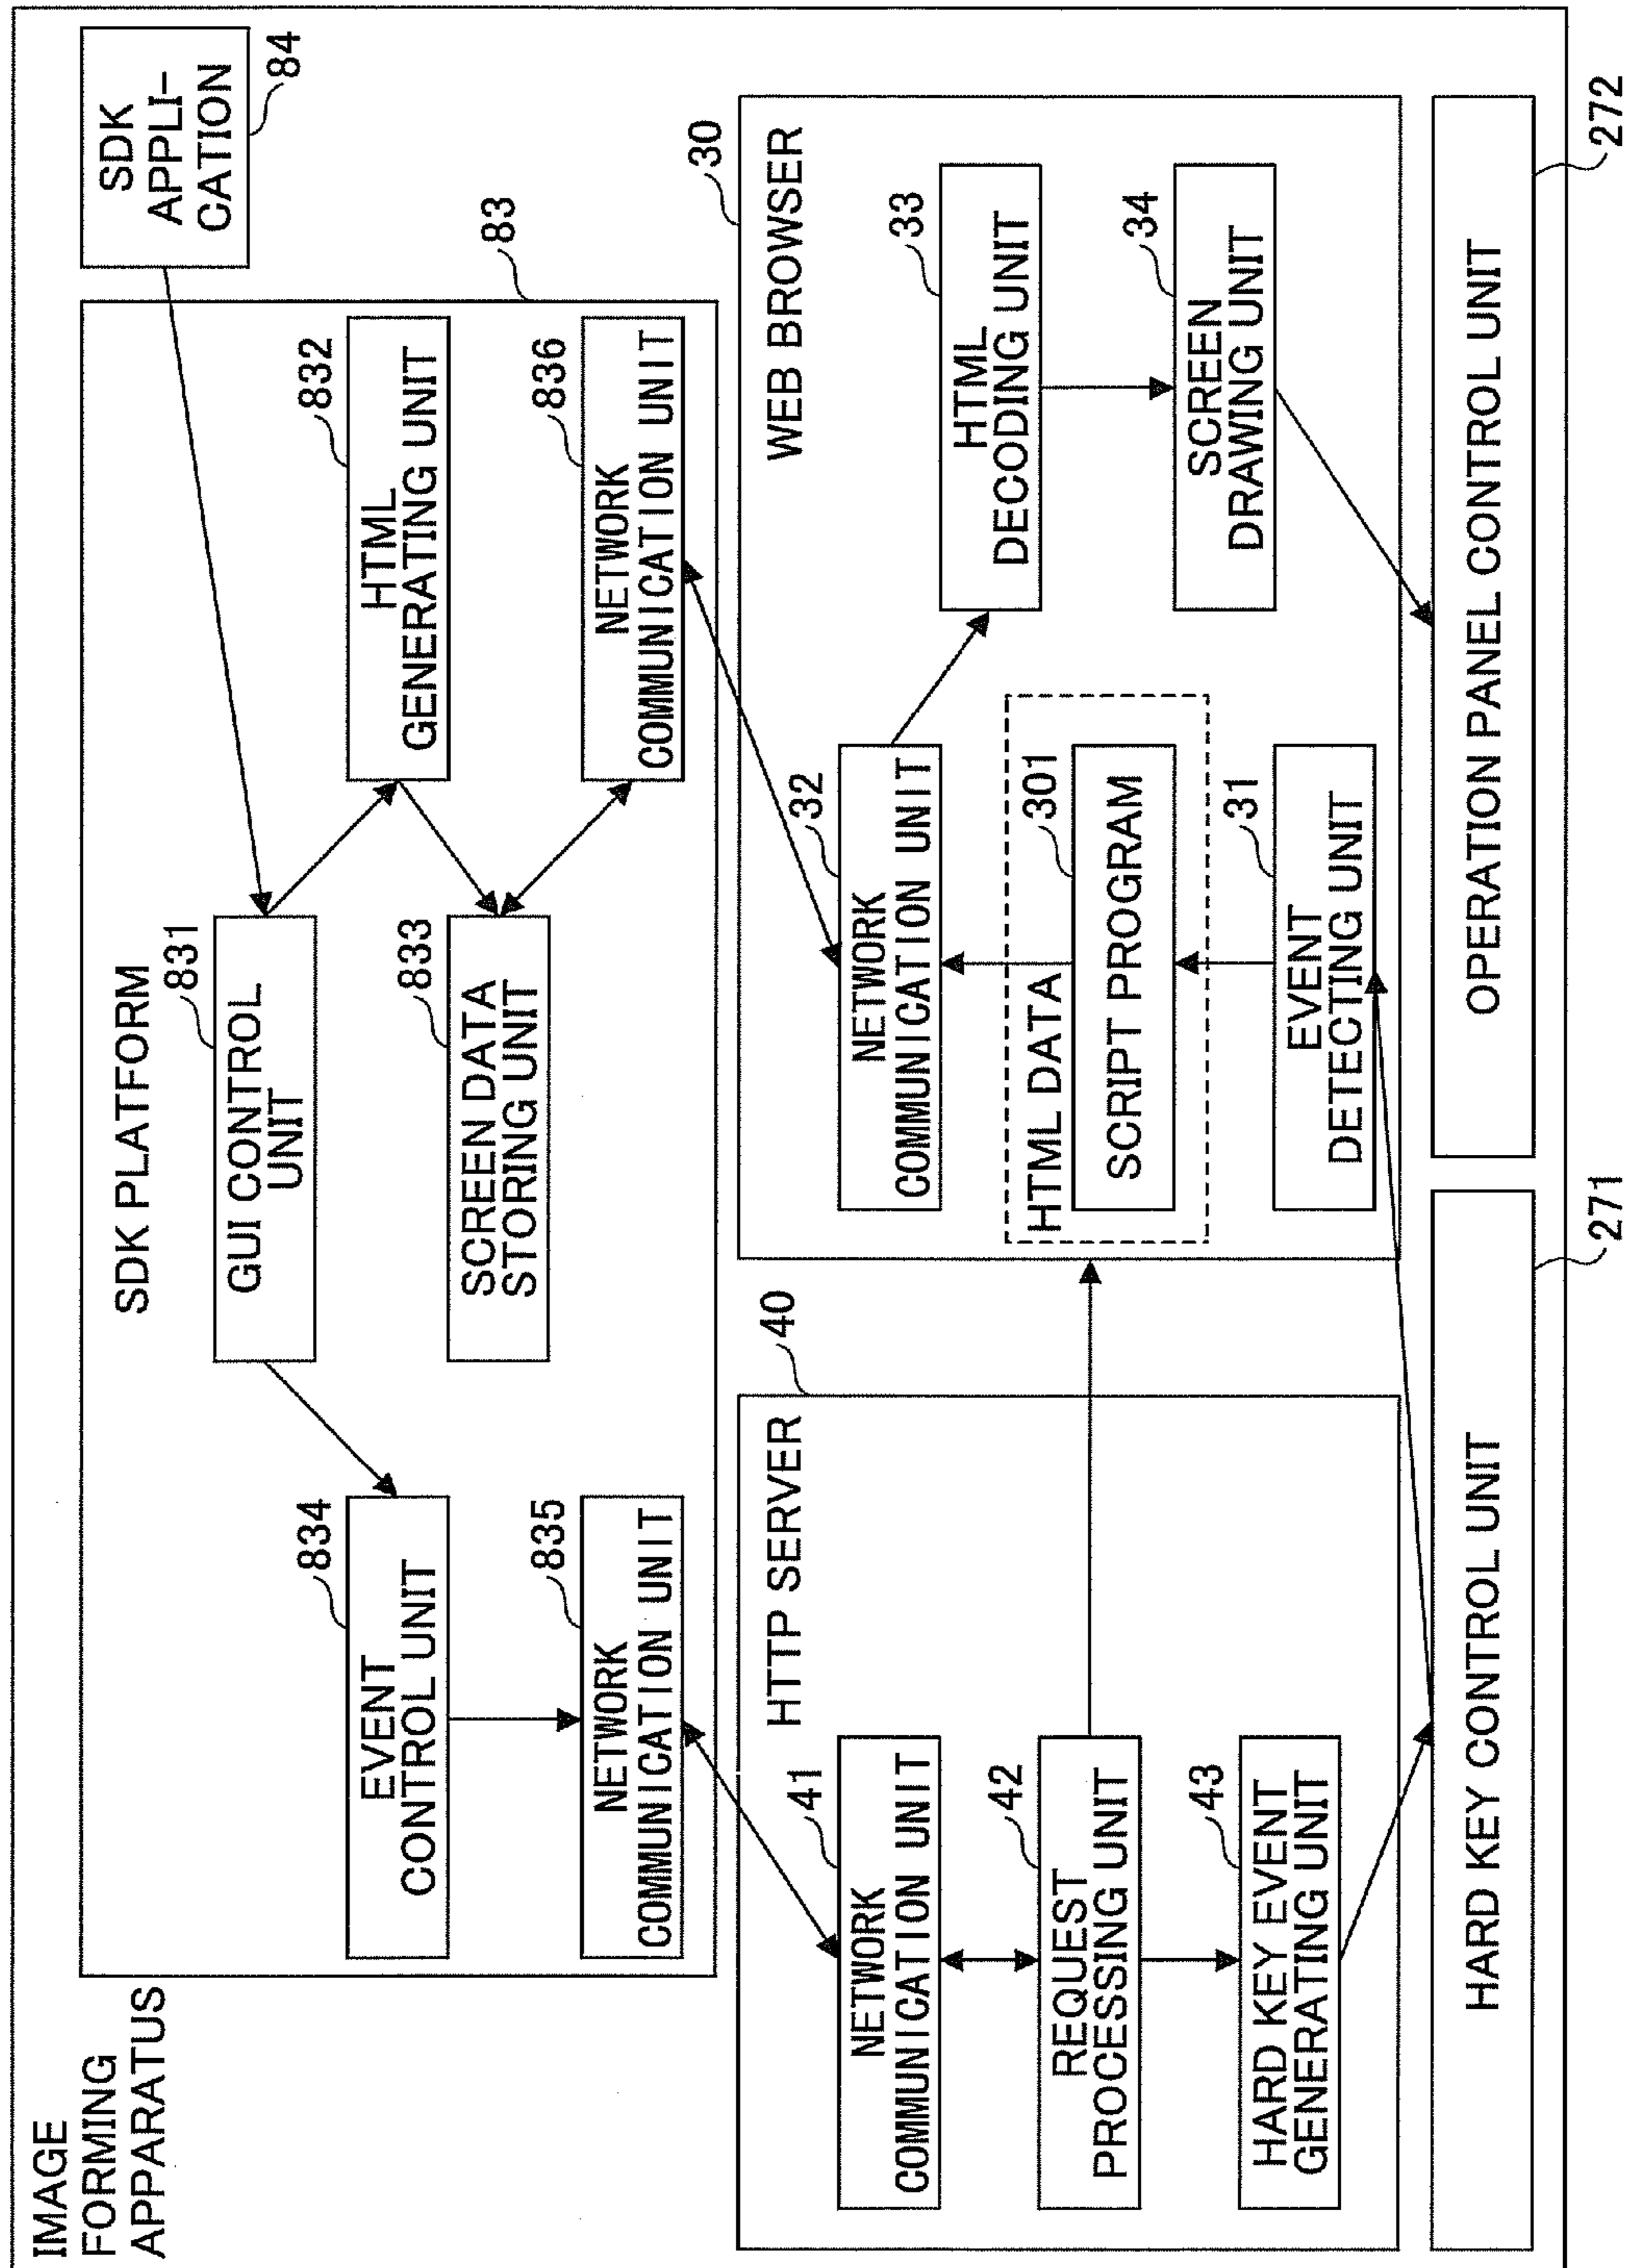 IMAGE
FORMING
APPARATUS
SDK PLATFORM
83
SDK
APPLI-
CATION
84
GUI CONTROL
UNIT
831
EVENT
CONTROL UNIT
834
HTML
GENERATING UNIT
832
SCREEN DATA
STORING UNIT
833
NETWORK
COMMUNICATION UNIT
835
NETWORK
COMMUNICATION UNIT
836
HTTP SERVER
40
NETWORK
COMMUNICATION UNIT
41
REQUEST
PROCESSING UNIT
42
HARD KEY EVENT
GENERATING UNIT
43
WEB BROWSER
30
NETWORK
COMMUNICATION UNIT
32
HTML DATA
SCRIPT PROGRAM
301
EVENT
DETECTING UNIT
31
HTML
DECODING UNIT
33
SCREEN
DRAWING UNIT
34
HARD KEY CONTROL UNIT
271
OPERATION PANEL CONTROL UNIT
272